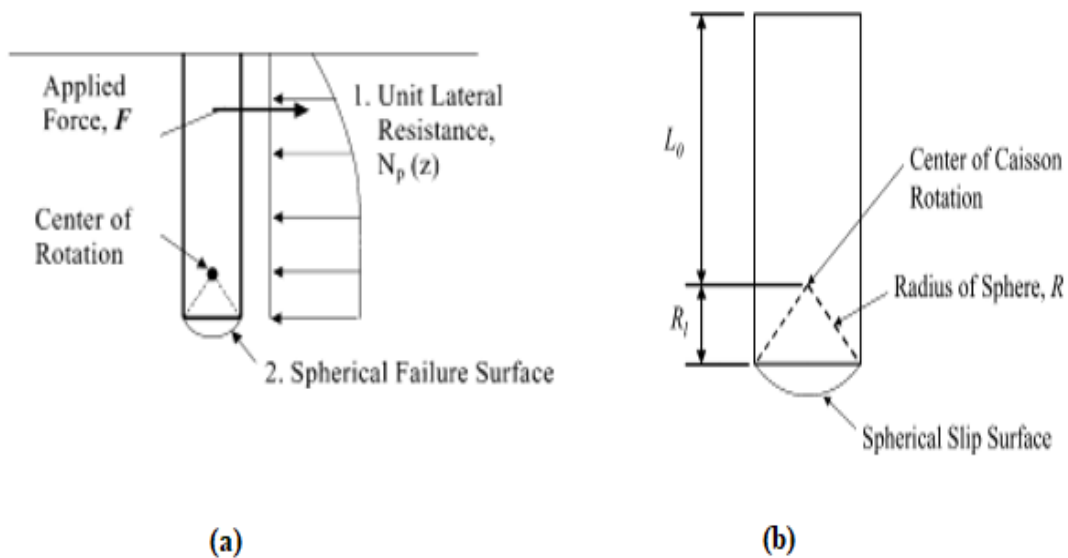 Applied
Force, F
1. Unit Lateral
Resistance,
Np (z)
Center of
Rotation
2. Spherical Failure Surface
(a)
L0
Center of Caisson
Rotation
Radius of Sphere, R
Rl
Spherical Slip Surface
(b)